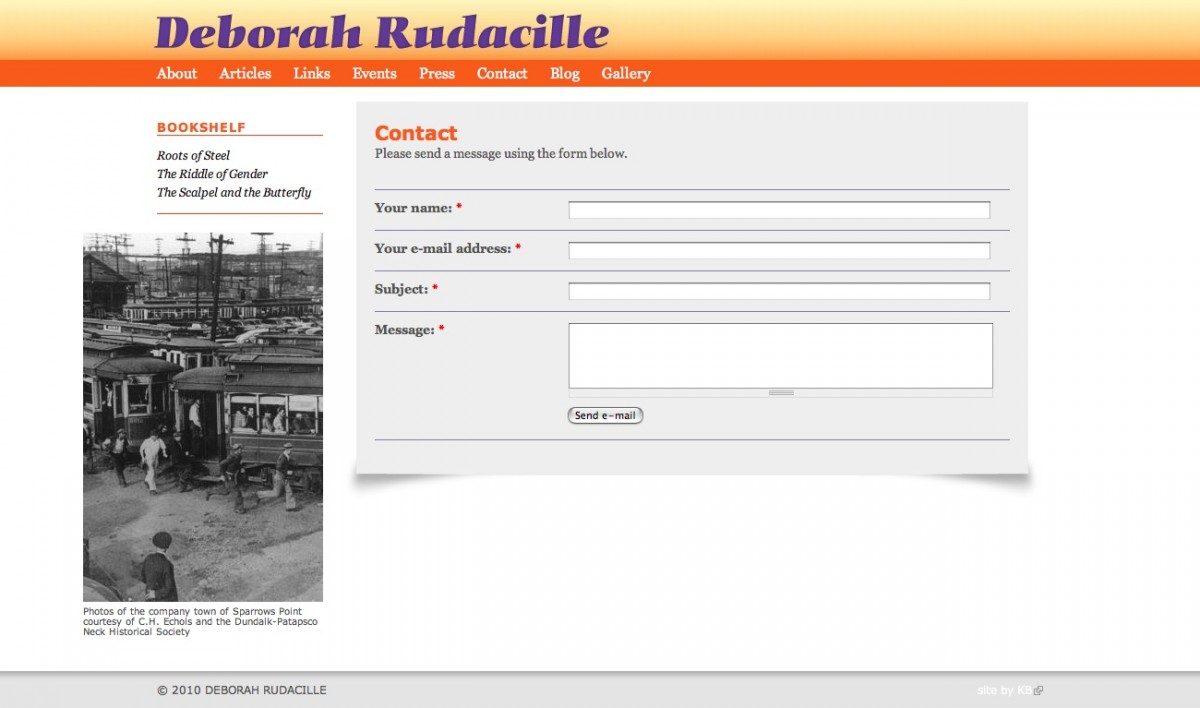 Deborah Rudacille
About Articles Links Events Press Contact Blog Gallery
BOOKSHELF
Roots of Steel
The Riddle of Gender
The Scalpel and the Butterfly
Photos of the company town of Sparrows Point
courtesy of C.H. Echols and the Dundalk-Patapsco
Neck Historical Society
Contact
Please send a message using the form below.
Your name: *
Your e-mail address: *
Subject: *
Message: *
Send e-mail
© 2010 DEBORAH RUDACILLE
site by KB